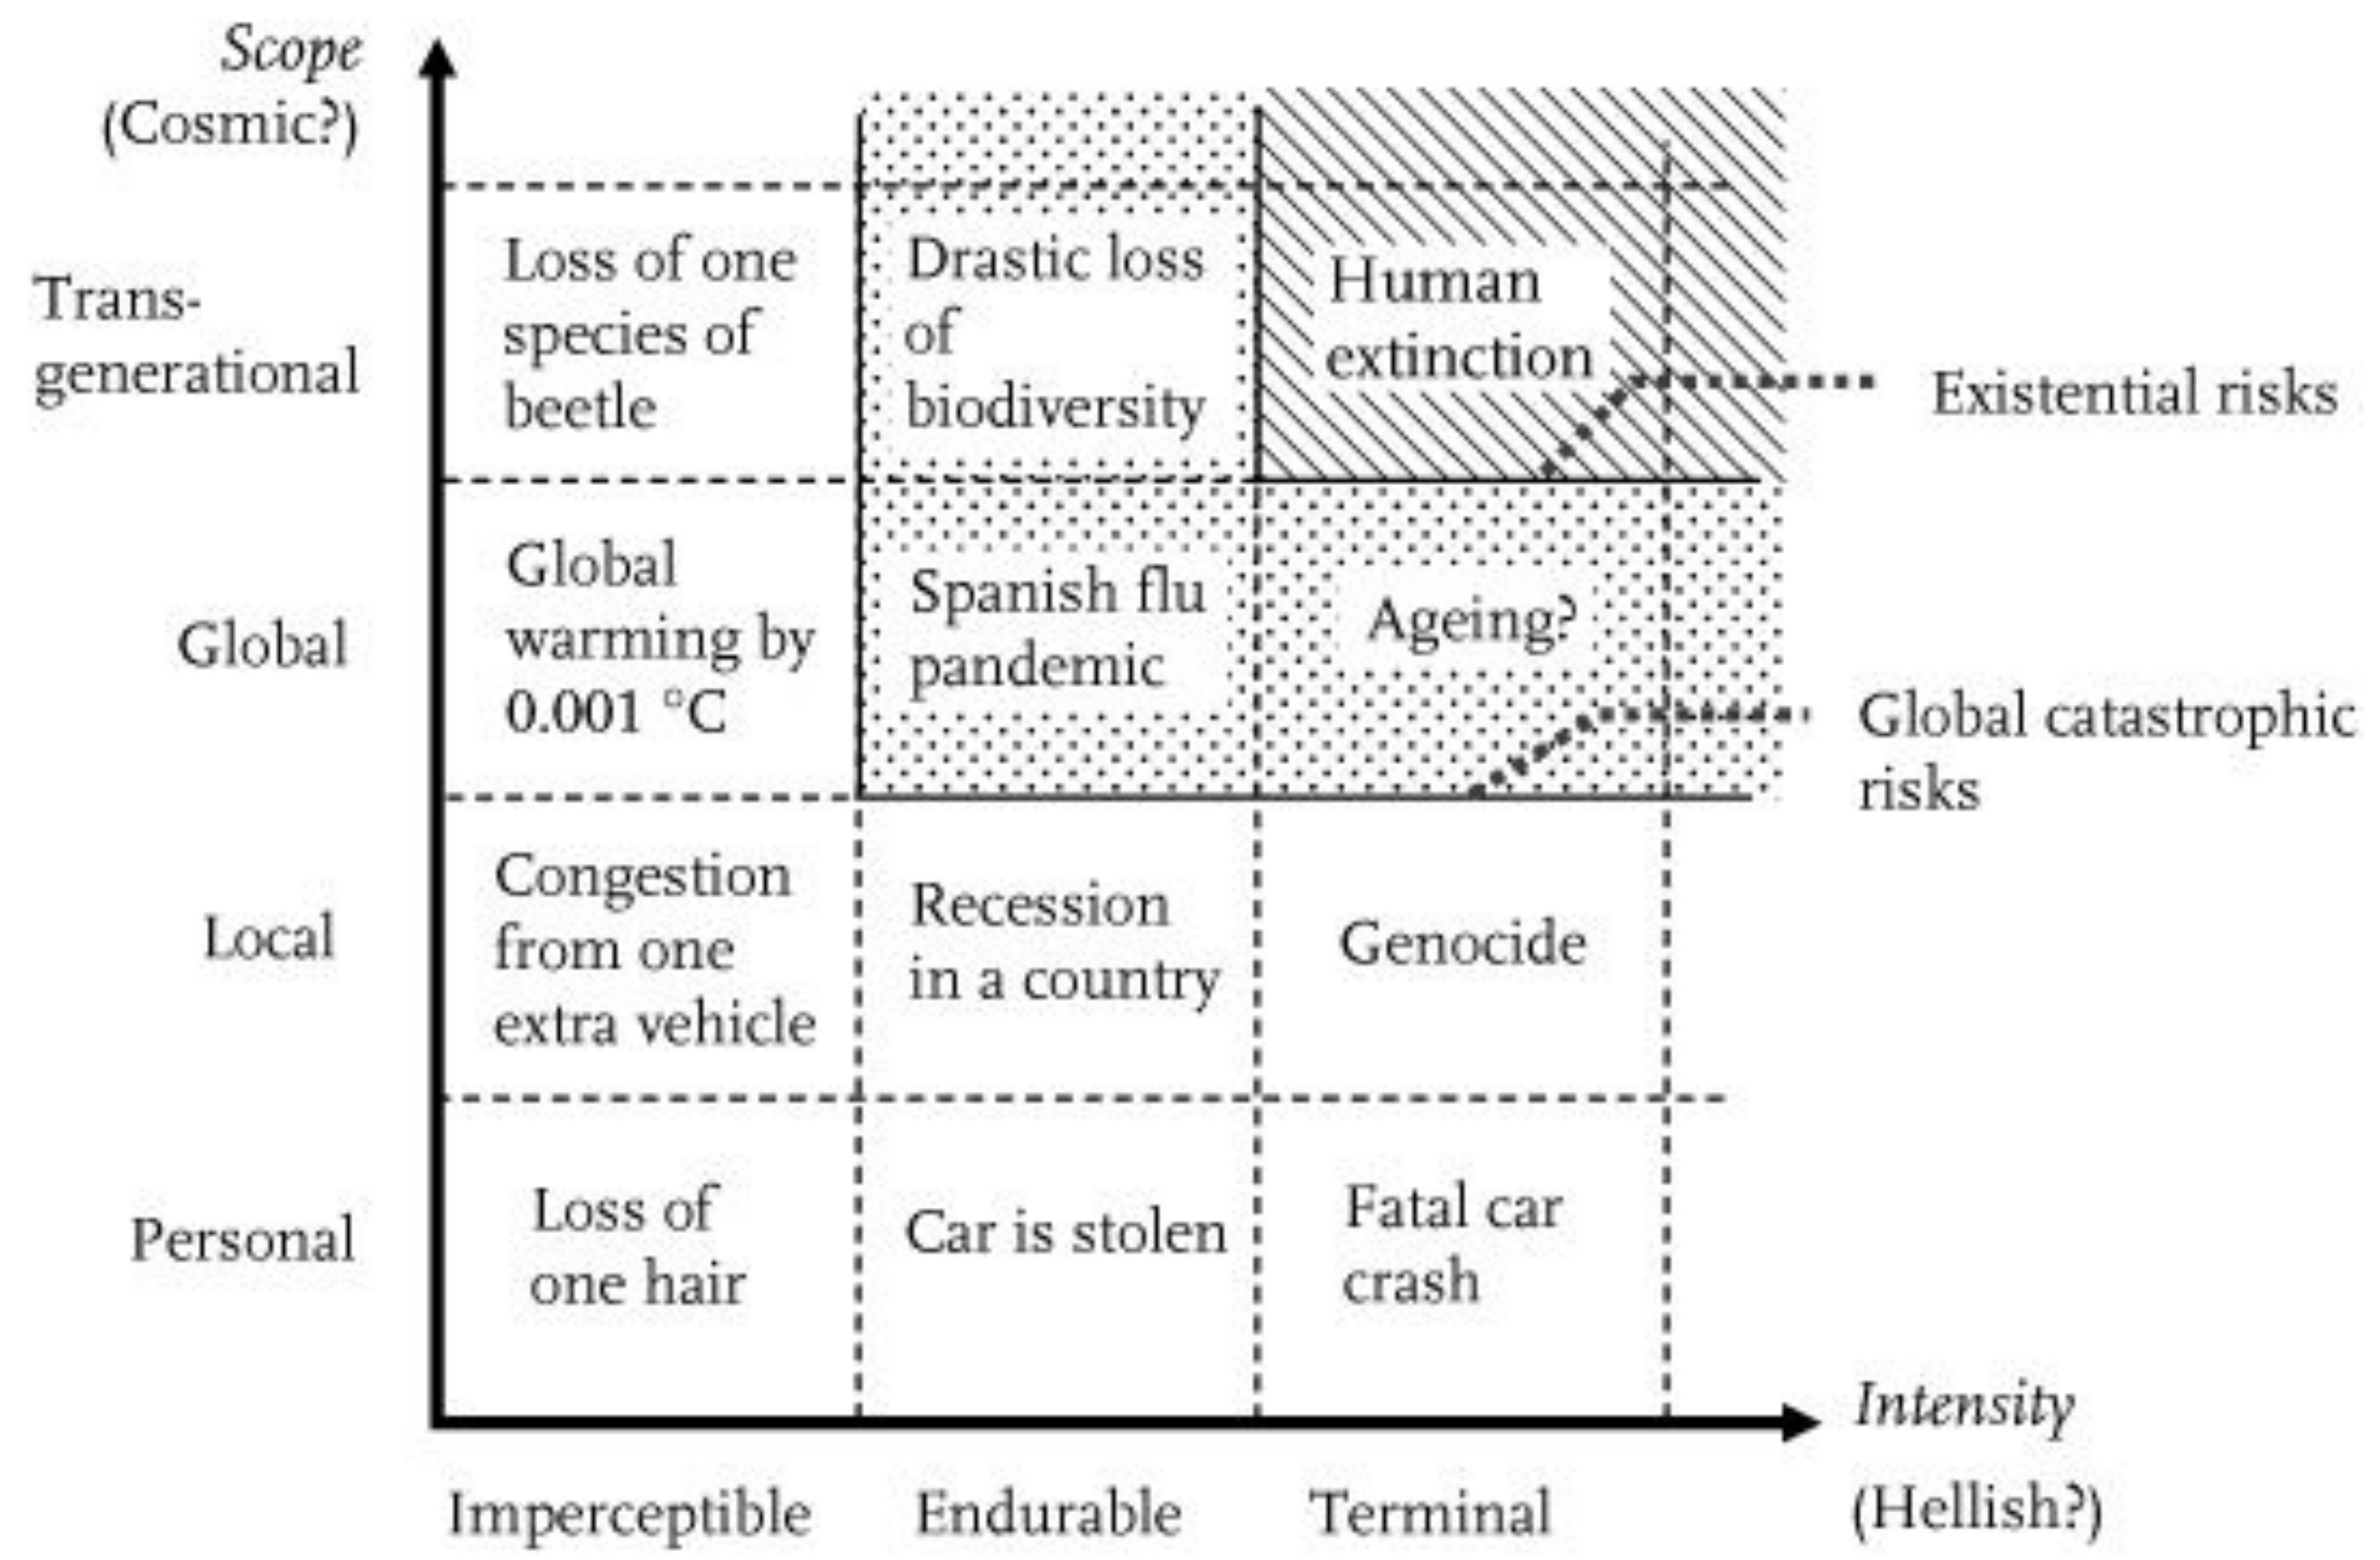 Scope
(Cosmic?)
Trans-
generational
Loss of one
species of
beetle
Drastic loss
of
biodiversity
Human
extinction
Existential risks
Global
Global
warming by
0.001 °C
Spanish flu
pandemic
Ageing?
Global catastrophic
risks
Local
Congestion
from one
extra vehicle
Recession
in a country
Genocide
Personal
Loss of
one hair
Car is stolen
Fatal car
crash
Intensity
(Hellish?)
Imperceptible
Endurable
Terminal